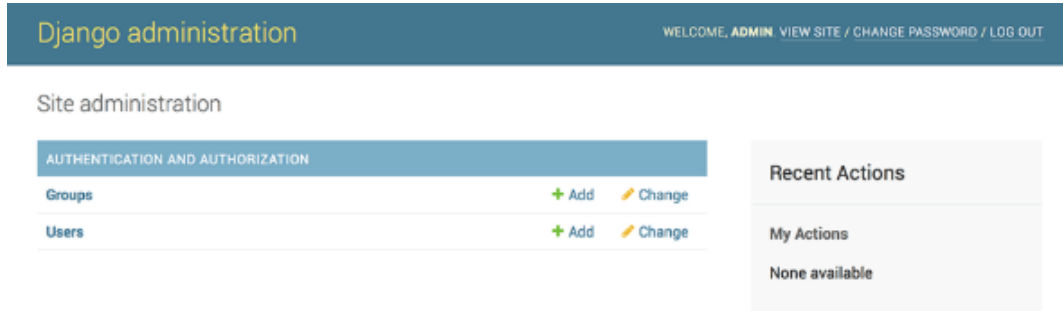 Django administration
WELCOME, ADMIN. VIEW SITE / CHANGE PASSWORD / LOG OUT
Site administration
AUTHENTICATION AND AUTHORIZATION
Groups + Add Change
Users + Add Change
Recent Actions
My Actions
None available